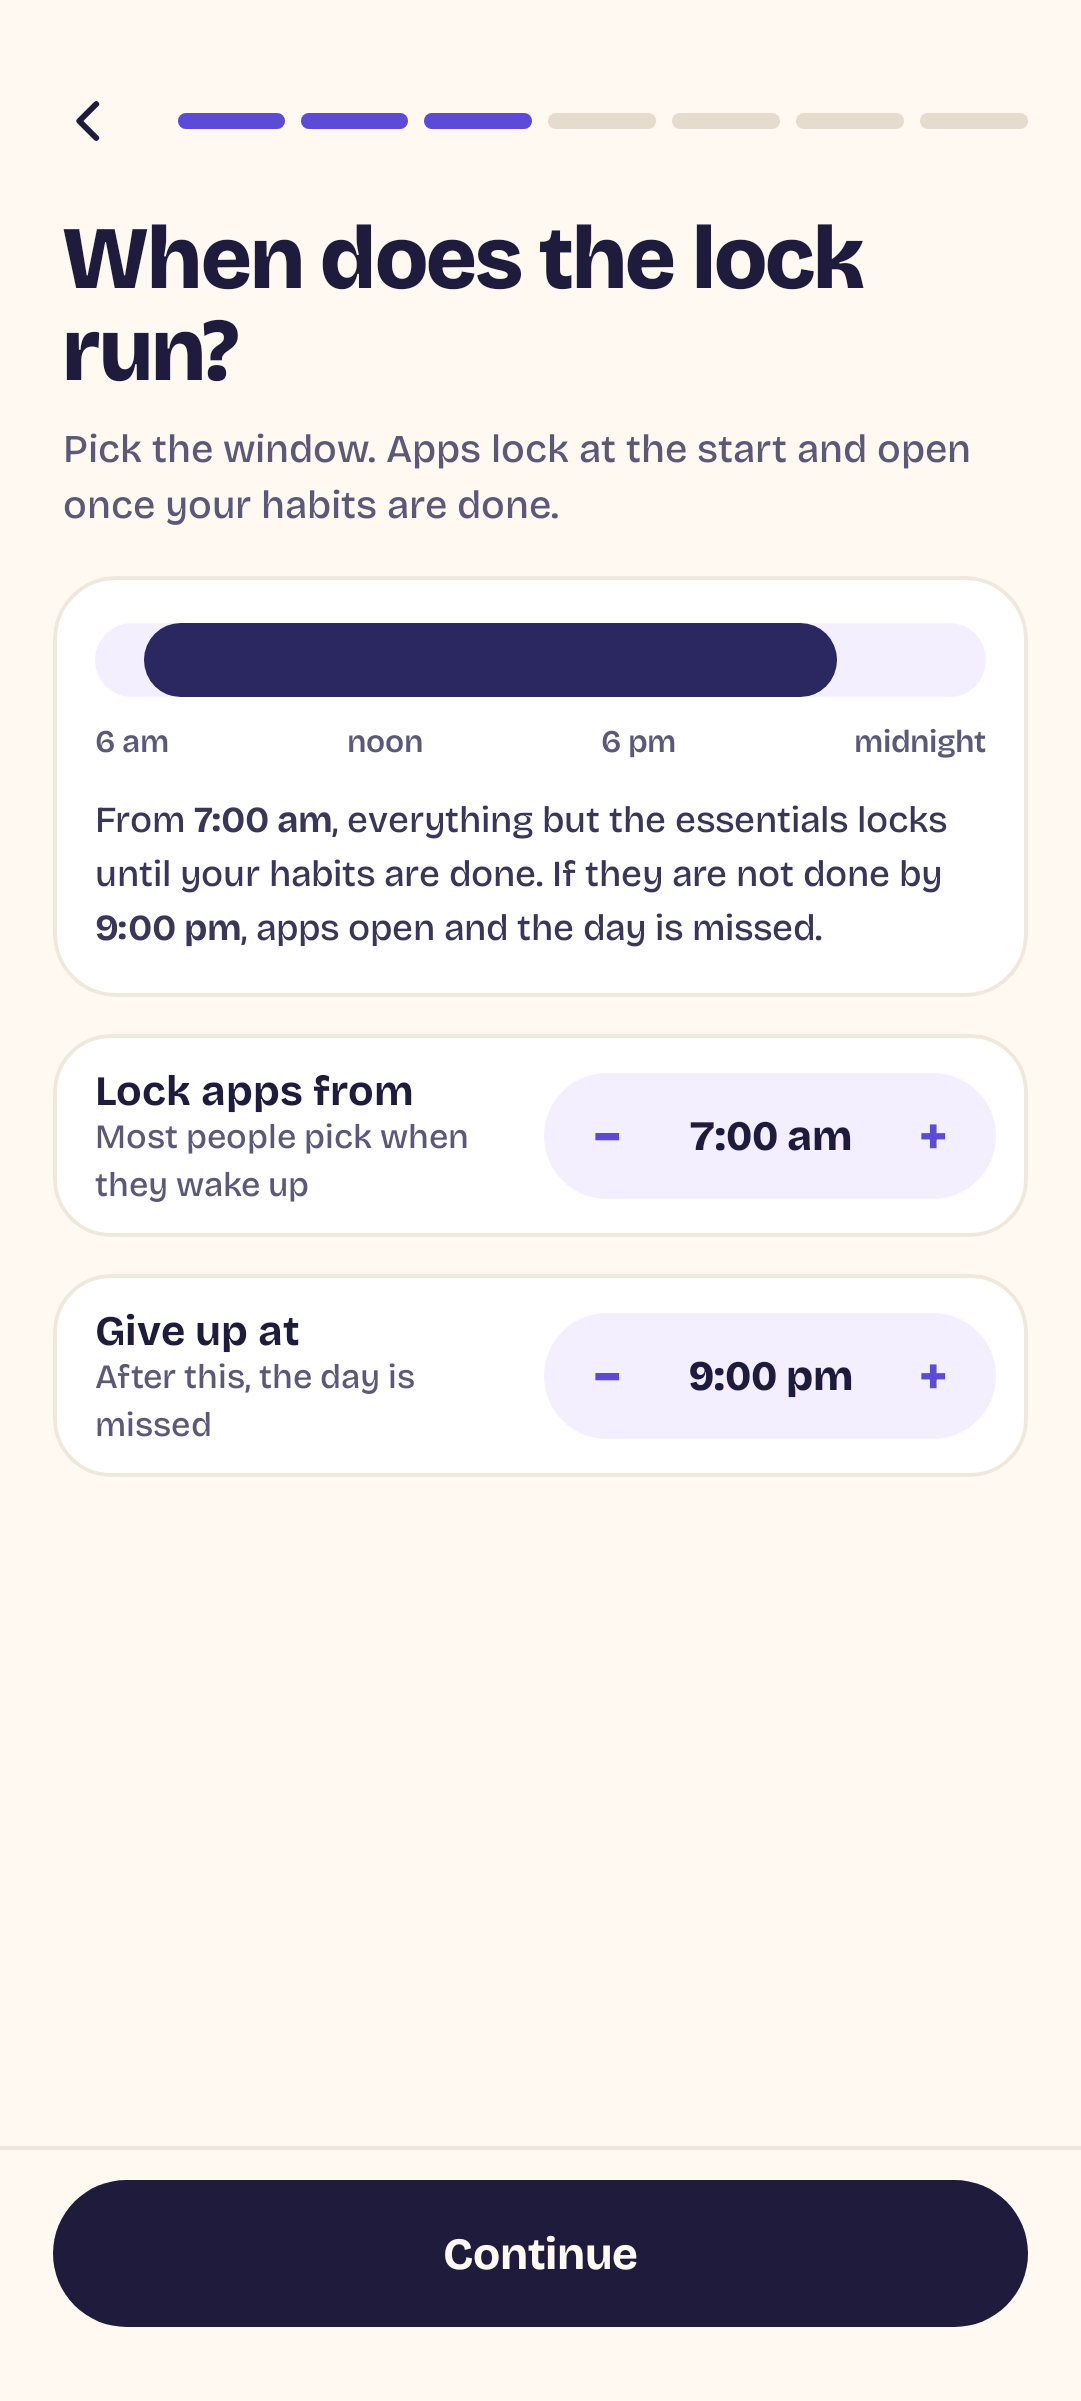 When does the lock
run?
Pick the window. Apps lock at the start and open
once your habits are done.
6 am noon 6 pm midnight
From 7:00 am, everything but the essentials locks
until your habits are done. If they are not done by
9:00 pm, apps open and the day is missed.
Lock apps from
Most people pick when
they wake up
− 7:00 am +
Give up at
After this, the day is
missed
− 9:00 pm +
Continue